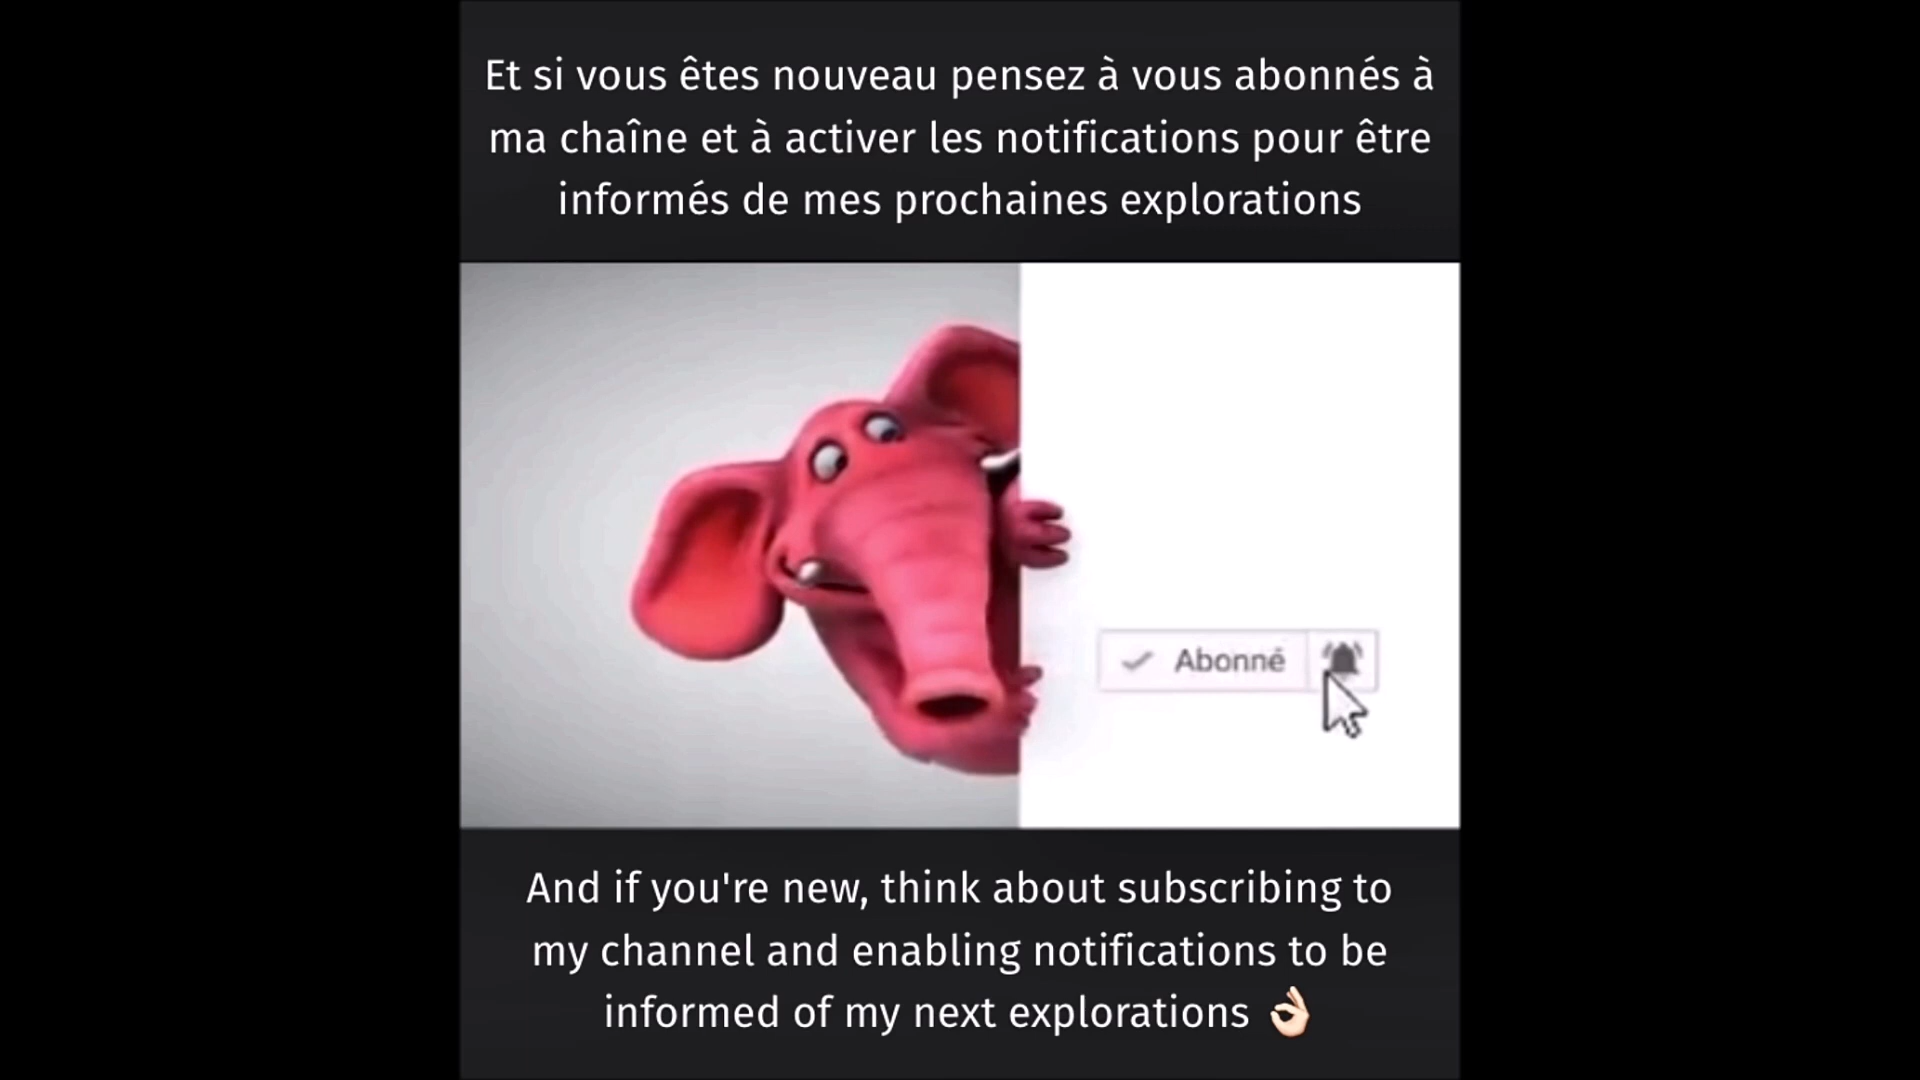 Et si vous êtes nouveau pensez à vous abonnés à
ma chaîne et à activer les notifications pour être
informés de mes prochaines explorations
Abonné
And if you're new, think about subscribing to
my channel and enabling notifications to be
informed of my next explorations 👌🏻